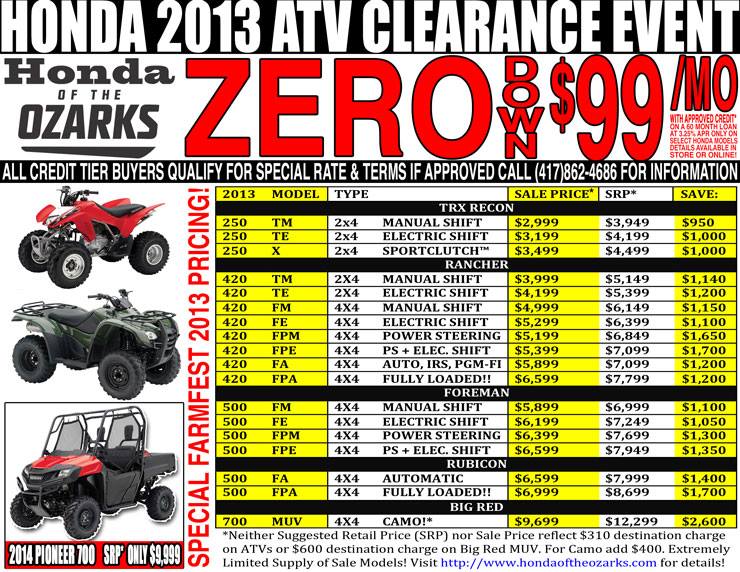 HONDA 2013 ATV CLEARANCE EVENT
Honda
OF THE
OZARKS
ZERO DOWN $99 /MO
WITH APPROVED CREDIT*
ON A 60 MONTH LOAN
AT 3.25% APR ONLY ON
SELECT HONDA MODELS
DETAILS AVAILABLE IN
STORE OR ONLINE!
ALL CREDIT TIER BUYERS QUALIFY FOR SPECIAL RATE & TERMS IF APPROVED CALL (417)862-4686 FOR INFORMATION
SPECIAL FARMFEST 2013 PRICING!
2013 MODEL TYPE SALE PRICE* SRP* SAVE:
TRX RECON
250 TM 2x4 MANUAL SHIFT $2,999 $3,949 $950
250 TE 2x4 ELECTRIC SHIFT $3,199 $4,199 $1,000
250 X 2x4 SPORTCLUTCH™ $3,499 $4,499 $1,000
RANCHER
420 TM 2X4 MANUAL SHIFT $3,999 $5,149 $1,140
420 TE 2X4 ELECTRIC SHIFT $4,199 $5,399 $1,200
420 FM 4X4 MANUAL SHIFT $4,999 $6,149 $1,150
420 FE 4X4 ELECTRIC SHIFT $5,299 $6,399 $1,100
420 FPM 4X4 POWER STEERING $5,199 $6,849 $1,650
420 FPE 4X4 PS + ELEC. SHIFT $5,399 $7,099 $1,700
420 FA 4X4 AUTO, IRS, PGM-FI $5,899 $7,099 $1,200
420 FPA 4X4 FULLY LOADED!! $6,599 $7,799 $1,200
FOREMAN
500 FM 4X4 MANUAL SHIFT $5,899 $6,999 $1,100
500 FE 4X4 ELECTRIC SHIFT $6,199 $7,249 $1,050
500 FPM 4X4 POWER STEERING $6,399 $7,699 $1,300
500 FPE 4X4 PS + ELEC. SHIFT $6,599 $7,949 $1,350
RUBICON
500 FA 4X4 AUTOMATIC $6,599 $7,999 $1,400
500 FPA 4X4 FULLY LOADED!! $6,999 $8,699 $1,700
BIG RED
700 MUV 4X4 CAMO!* $9,699 $12,299 $2,600
2014 PIONEER 700 SRP* ONLY $9,999
*Neither Suggested Retail Price (SRP) nor Sale Price reflect $310 destination charge
on ATVs or $600 destination charge on Big Red MUV. For Camo add $400. Extremely
Limited Supply of Sale Models! Visit http://www.hondaoftheozarks.com for details!